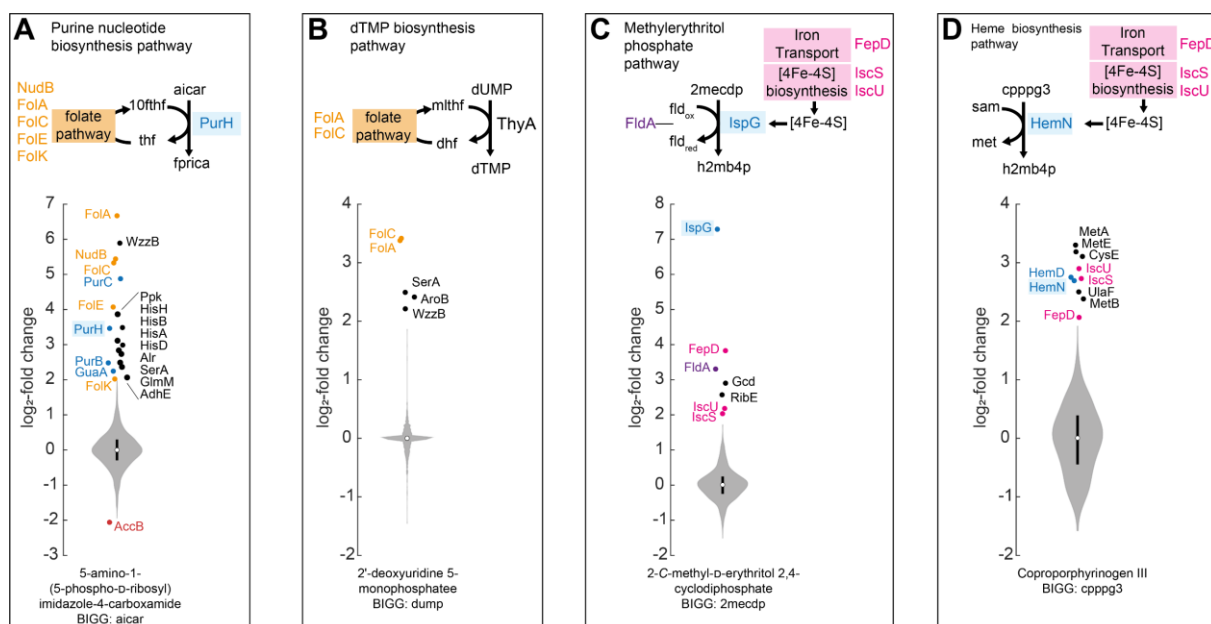 A
Purine nucleotide
biosynthesis pathway
NudB
FolA
FolC
FolE
FolK
folate
pathway
10fthf
thf
aicar
PurH
fprica
log₂-fold change
7
6
5
4
3
2
1
0
-1
-2
-3
FolA
WzzB
NudB
FolC
PurC
FolE
PurH
PurB
GuaA
FolK
Ppk
HisH
HisB
HisA
HisD
Alr
SerA
GlmM
AdhE
AccB
5-amino-1-
(5-phospho-D-ribosyl)
imidazole-4-carboxamide
BIGG: aicar
B
dTMP biosynthesis
pathway
FolA
FolC
folate
pathway
mlthf
dhf
dUMP
ThyA
dTMP
log₂-fold change
4
2
0
-2
FolC
FolA
SerA
AroB
WzzB
2'-deoxyuridine 5-
monophosphatee
BIGG: dump
C
Methylerythritol
phosphate
pathway
Iron
Transport
FepD
[4Fe-4S]
biosynthesis
IscS
IscU
2mecdp
fldox
FldA
IspG
[4Fe-4S]
fldred
h2mb4p
log₂-fold change
8
7
6
5
4
3
2
1
0
-1
-2
IspG
FepD
FldA
Gcd
RibE
IscU
IscS
2-C-methyl-D-erythritol 2,4-
cyclodiphosphate
BIGG: 2mecdp
D
Heme biosynthesis
pathway
Iron
Transport
FepD
[4Fe-4S]
biosynthesis
IscS
IscU
cpppg3
sam
HemN
[4Fe-4S]
met
h2mb4p
log₂-fold change
4
3
2
1
0
-1
-2
MetA
MetE
CysE
IscU
HemD
IscS
HemN
UlaF
MetB
FepD
Coproporphyrinogen III
BIGG: cpppg3